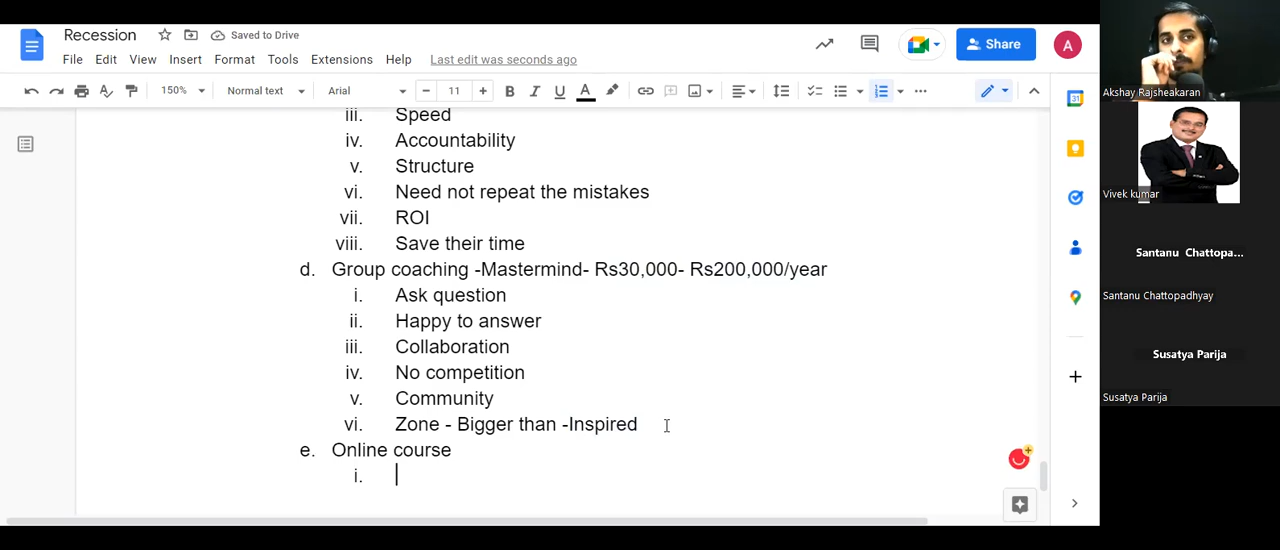 Recession
Saved to Drive
File Edit View Insert Format Tools Extensions Help Last edit was seconds ago
Share
A
150% Normal text Arial − 11 + B I U A
iii. Speed
iv. Accountability
v. Structure
vi. Need not repeat the mistakes
vii. ROI
viii. Save their time
d. Group coaching -Mastermind- Rs30,000- Rs200,000/year
i. Ask question
ii. Happy to answer
iii. Collaboration
iv. No competition
v. Community
vi. Zone - Bigger than -Inspired
e. Online course
i.
31
Akshay Rajsheakaran
Vivek kumar
Santanu Chattopa...
Santanu Chattopadhyay
Susatya Parija
Susatya Parija